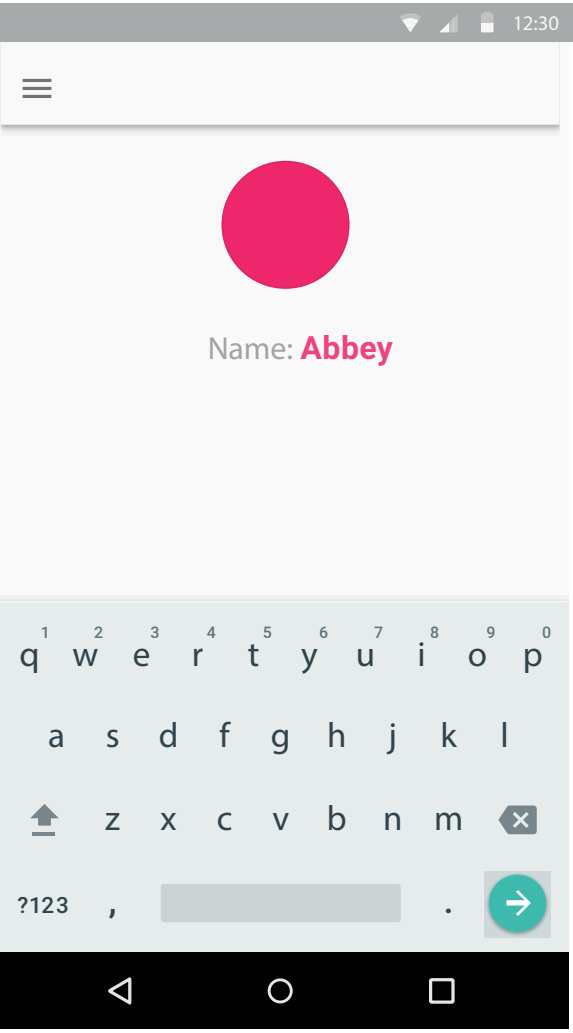 12:30
Name: Abbey
1 2 3 4 5 6 7 8 9 0
q w e r t y u i o p
a s d f g h j k l
z x c v b n m
?123 , .